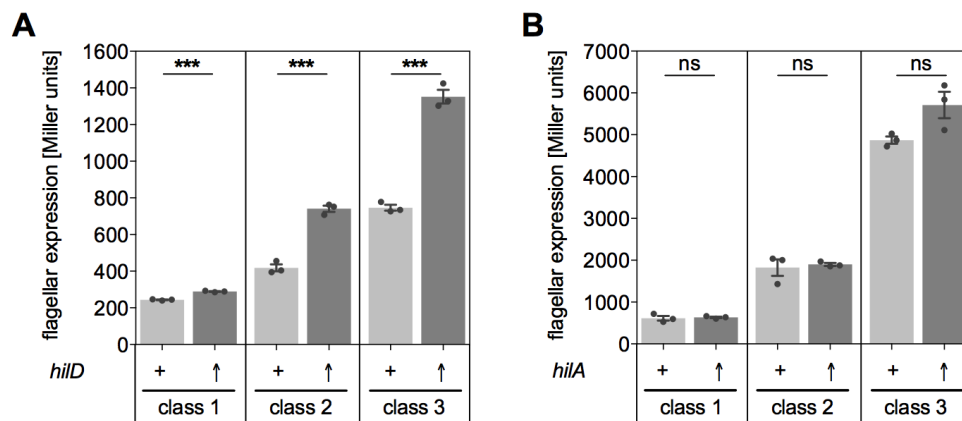 A
flagellar expression [Miller units]
1600
1400
1200
1000
800
600
400
200
0
*** *** ***
hilD + ↑ + ↑ + ↑
class 1 class 2 class 3
B
flagellar expression [Miller units]
7000
6000
5000
4000
3000
2000
1000
0
ns ns ns
hilA + ↑ + ↑ + ↑
class 1 class 2 class 3